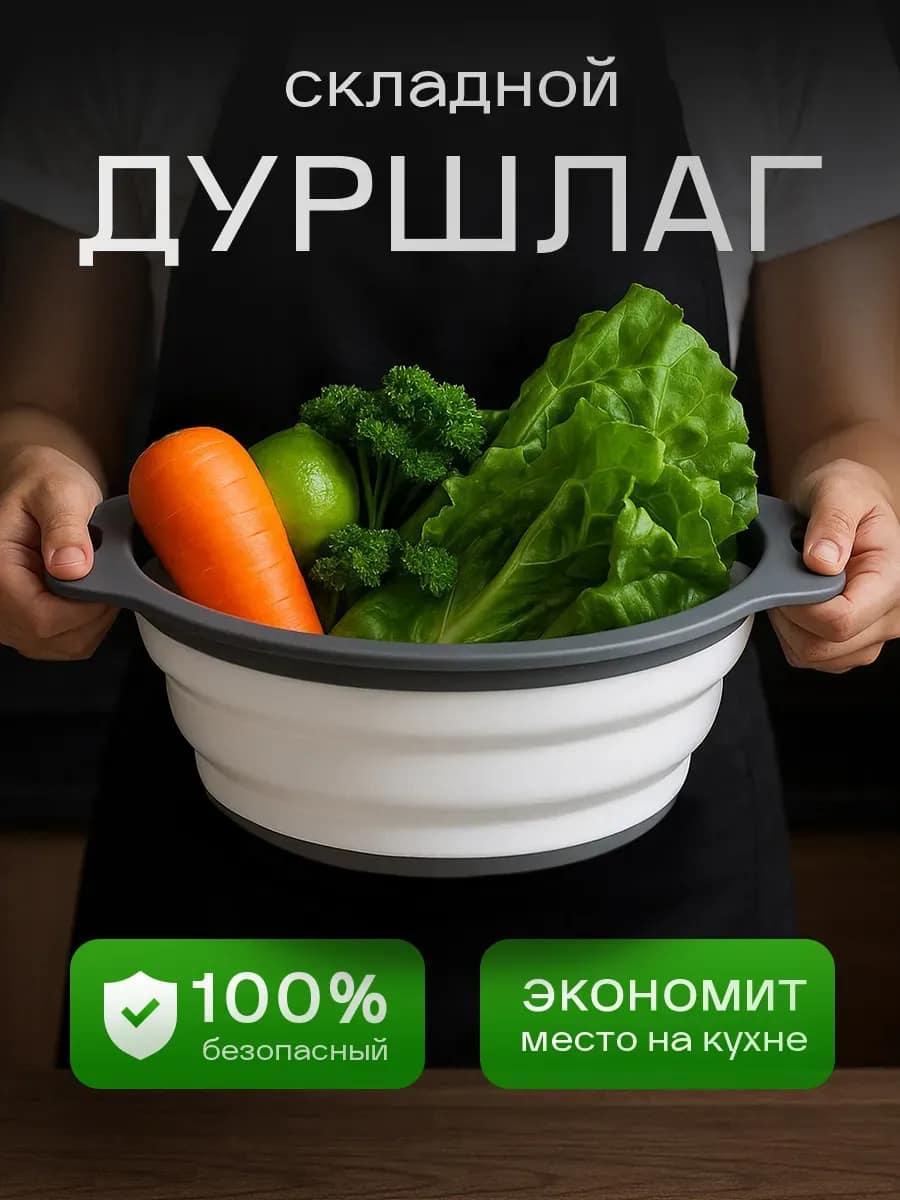 складной
ДУРШЛАГ
100%
безопасный
ЭКОНОМИТ
место на кухне